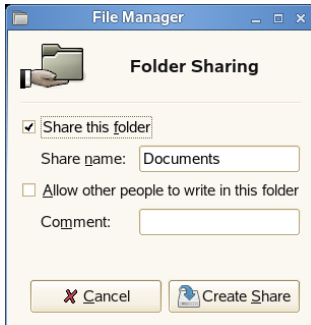 File Manager
Folder Sharing
Share this folder
Share name: Documents
Allow other people to write in this folder
Comment:
Cancel Create Share